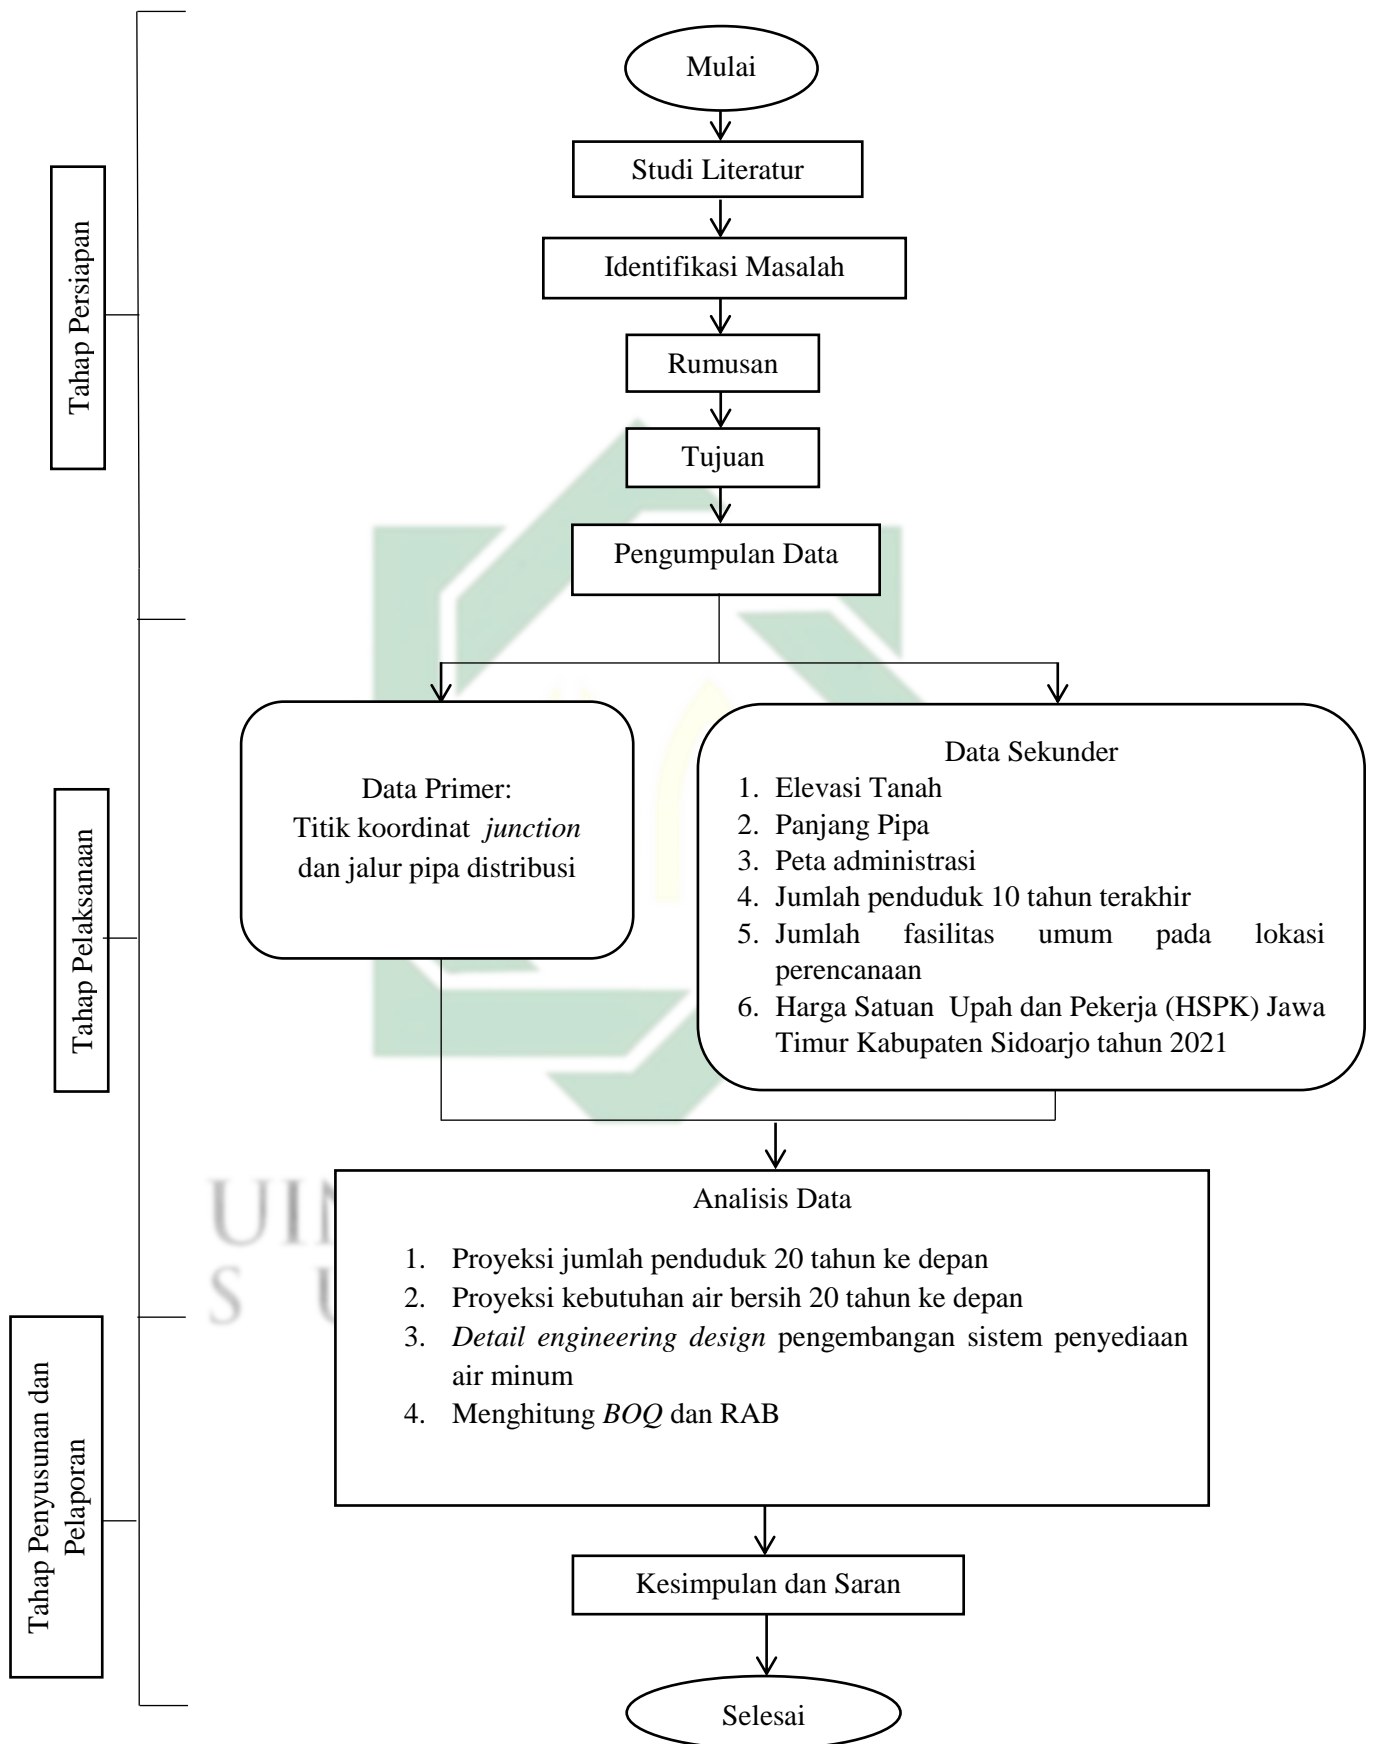 Mulai
Studi Literatur
Identifikasi Masalah
Rumusan
Tujuan
Pengumpulan Data
Tahap Persiapan
Data Primer:
Titik koordinat junction
dan jalur pipa distribusi
Data Sekunder
1. Elevasi Tanah
2. Panjang Pipa
3. Peta administrasi
4. Jumlah penduduk 10 tahun terakhir
5. Jumlah fasilitas umum pada lokasi
perencanaan
6. Harga Satuan Upah dan Pekerja (HSPK) Jawa
Timur Kabupaten Sidoarjo tahun 2021
Tahap Pelaksanaan
Analisis Data
1. Proyeksi jumlah penduduk 20 tahun ke depan
2. Proyeksi kebutuhan air bersih 20 tahun ke depan
3. Detail engineering design pengembangan sistem penyediaan
air minum
4. Menghitung BOQ dan RAB
Tahap Penyusunan dan
Pelaporan
Kesimpulan dan Saran
Selesai